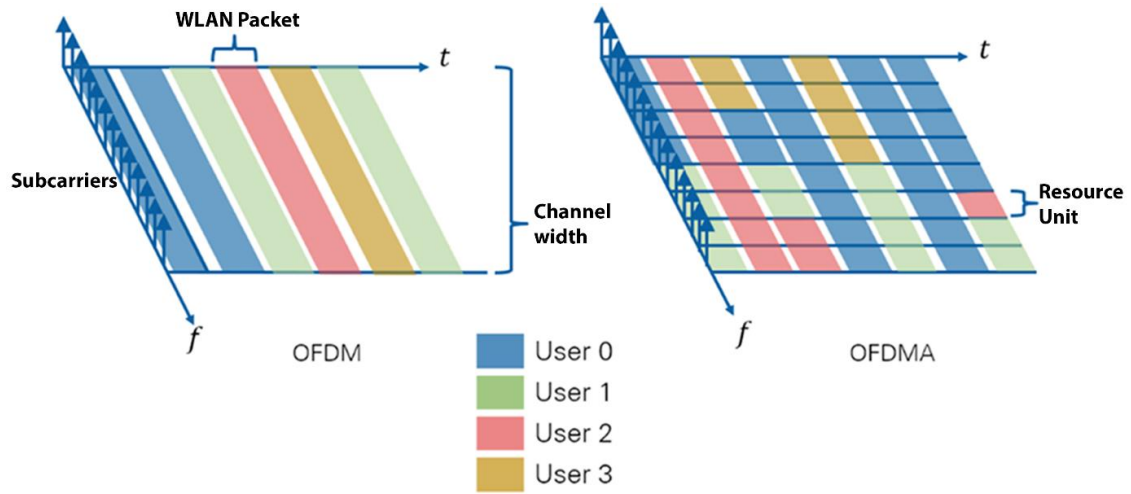 WLAN Packet
t
Subcarriers
Channel
width
f
OFDM
t
Resource
Unit
f
OFDMA
User 0
User 1
User 2
User 3